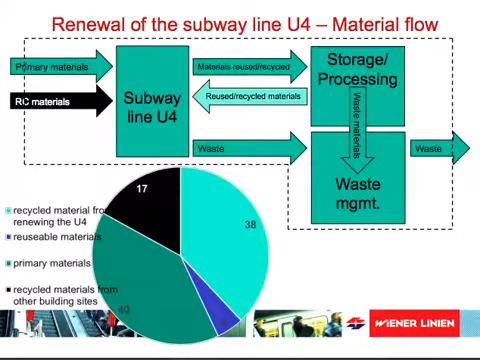 Renewal of the subway line U4 – Material flow
Primary materials
RC materials
Subway
line U4
Materials reused/recycled
Reused/recycled materials
Waste
Storage/
Processing
Waste materials
Waste
mgmt.
Waste
17
38
40
recycled material from
renewing the U4
reuseable materials
primary materials
recycled materials from
other building sites
WIENER LINIEN